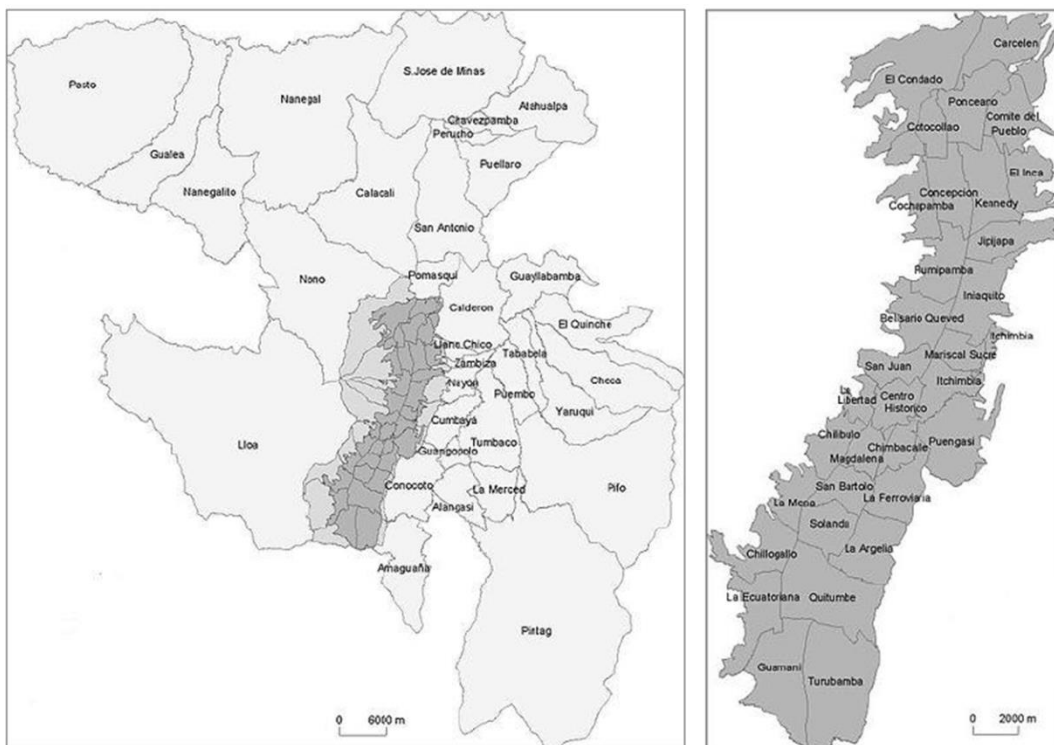 S.Jose de Minas
Pasto
Nanegal
Atahualpa
Chavezpamba
Perucho
Gualea
Puellaro
Nanegalito
Calacali
San Antonio
Nono
Pomasqui
Guayllabamba
Calderon
El Quinche
Llano Chico
Tababela
Zambiza
Checa
Nayon
Puembo
Yaruqui
Cumbaya
Lloa
Tumbaco
Guangopolo
Conocoto
La Merced
Pifo
Alangasi
Amaguaña
Pintag
0 6000 m
Carcelen
El Condado
Ponceano
Comite del
Pueblo
Cotocollao
El Inca
Concepcion
Cochapamba
Kennedy
Jipijapa
Rumipamba
Iniaquito
Belisario Queved
Itchimbia
Mariscal Sucre
San Juan
Itchimbia
La
Libertad
Centro
Historico
Chilibulo
Chimbacalle
Puengasi
Magdalena
San Bartolo
La Ferroviaria
La Mena
Solanda
La Argelia
Chillogallo
La Ecuatoriana
Quitumbe
Guamani
Turubamba
0 2000 m